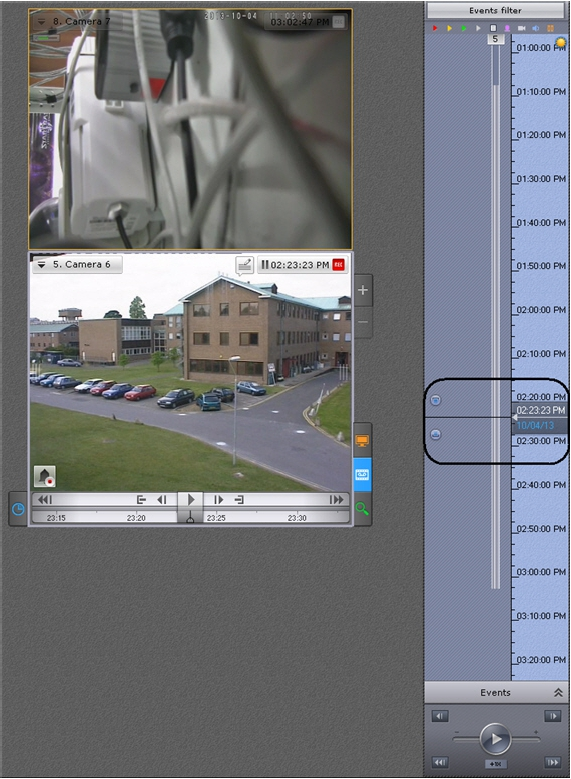 Events filter
8. Camera 7
03:02:47 PM
5
01:00:00 PM
01:10:00 PM
01:20:00 PM
01:30:00 PM
01:40:00 PM
01:50:00 PM
02:00:00 PM
02:10:00 PM
02:20:00 PM
02:23:23 PM
10/04/13
02:30:00 PM
02:40:00 PM
02:50:00 PM
03:00:00 PM
03:10:00 PM
03:20:00 PM
5. Camera 6
02:23:23 PM
REC
23:15
23:20
23:25
23:30
Events
- +
+1X